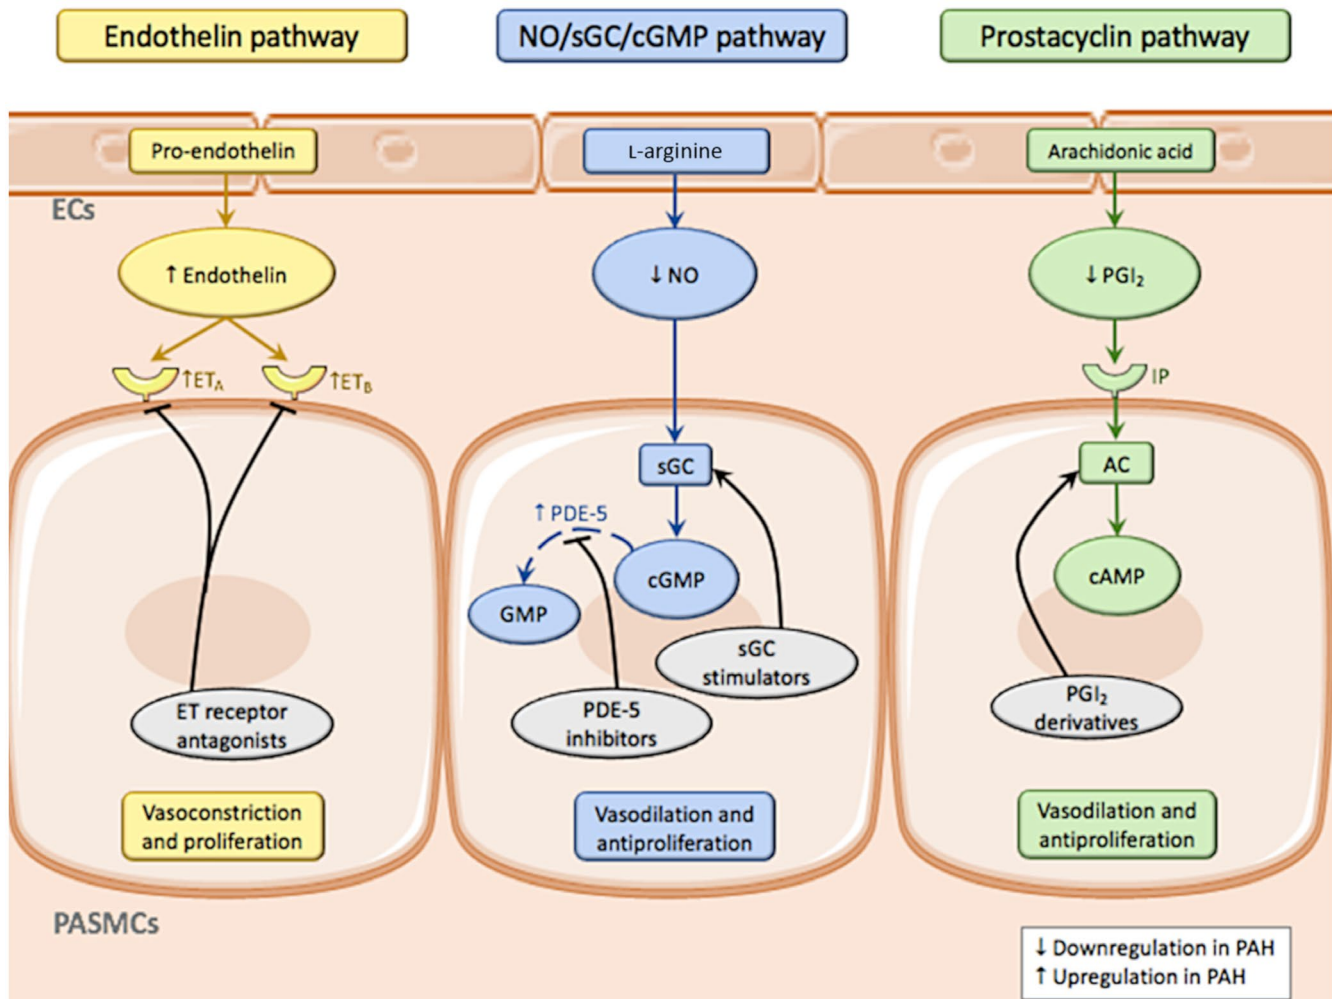 Endothelin pathway
NO/sGC/cGMP pathway
Prostacyclin pathway
Pro-endothelin
L-arginine
Arachidonic acid
ECs
↑ Endothelin
↓ NO
↓ PGI₂
↑ET_A
↑ET_B
IP
sGC
AC
↑ PDE-5
cGMP
cAMP
GMP
sGC
stimulators
ET receptor
antagonists
PDE-5
inhibitors
PGI₂
derivatives
Vasoconstriction
and proliferation
Vasodilation and
antiproliferation
Vasodilation and
antiproliferation
PASMCs
↓ Downregulation in PAH
↑ Upregulation in PAH